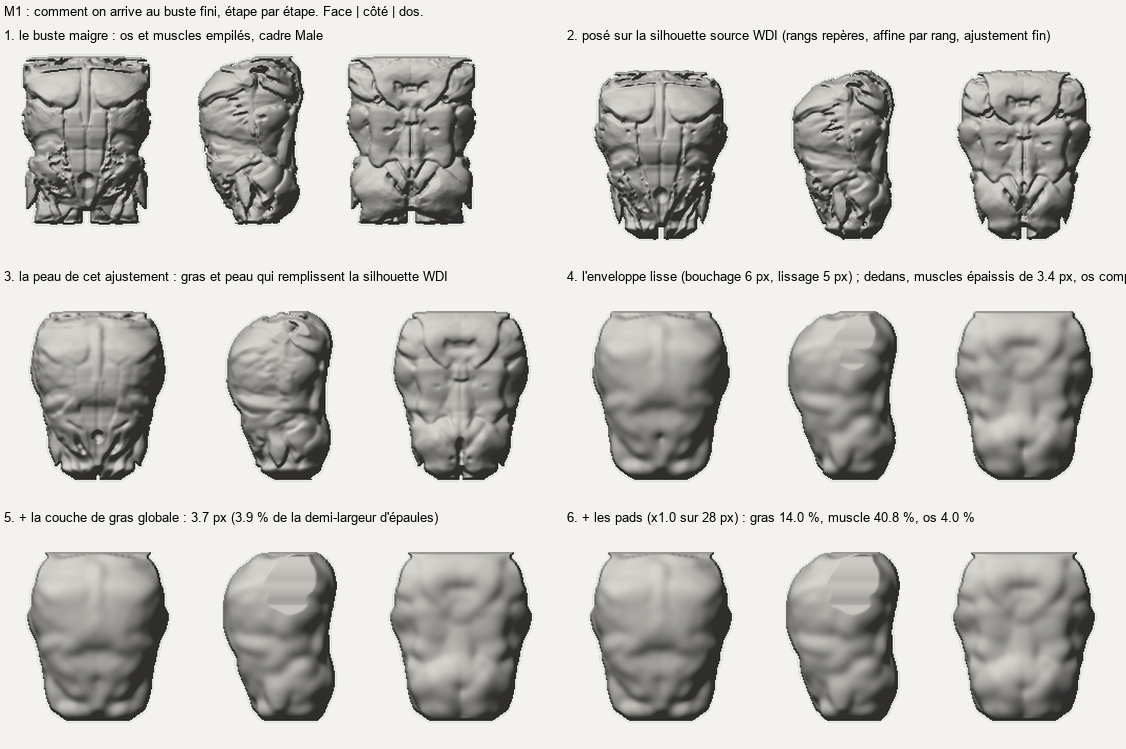 M1 : comment on arrive au buste fini, étape par étape. Face | côté | dos.
1. le buste maigre : os et muscles empilés, cadre Male
2. posé sur la silhouette source WDI (rangs repères, affine par rang, ajustement fin)
3. la peau de cet ajustement : gras et peau qui remplissent la silhouette WDI
4. l'enveloppe lisse (bouchage 6 px, lissage 5 px) ; dedans, muscles épaissis de 3.4 px, os
5. + la couche de gras globale : 3.7 px (3.9 % de la demi-largeur d'épaules)
6. + les pads (x1.0 sur 28 px) : gras 14.0 %, muscle 40.8 %, os 4.0 %